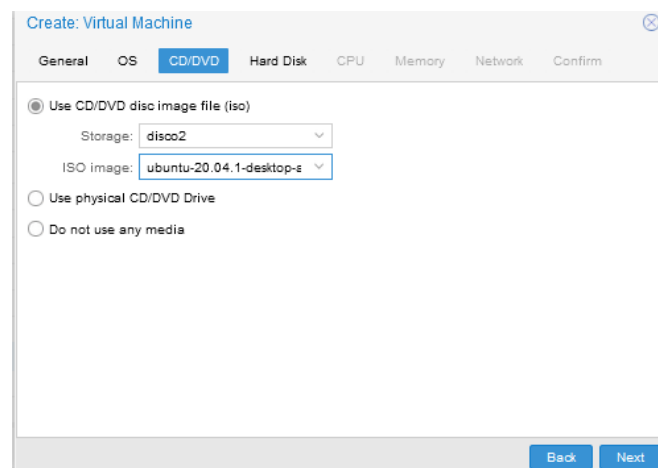 Create: Virtual Machine
General OS CD/DVD Hard Disk CPU Memory Network Confirm
Use CD/DVD disc image file (iso)
Storage: disco2
ISO image: ubuntu-20.04.1-desktop-a
Use physical CD/DVD Drive
Do not use any media
Back Next